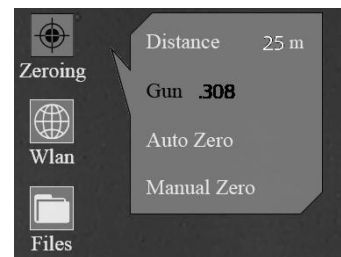 Zeroing
Wlan
Files
Distance 25 m
Gun .308
Auto Zero
Manual Zero